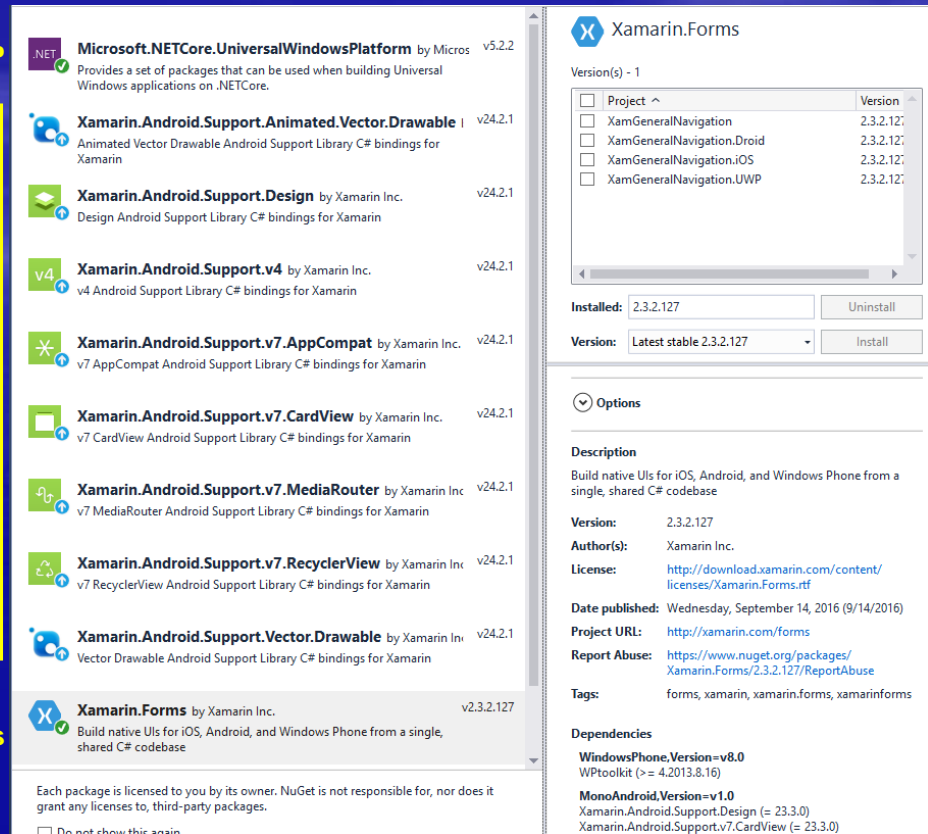 .NET
Microsoft.NETCore.UniversalWindowsPlatform by Micros v5.2.2
Provides a set of packages that can be used when building Universal
Windows applications on .NETCore.
Xamarin.Android.Support.Animated.Vector.Drawable v24.2.1
Animated Vector Drawable Android Support Library C# bindings for
Xamarin
Xamarin.Android.Support.Design by Xamarin Inc. v24.2.1
Design Android Support Library C# bindings for Xamarin
v4
Xamarin.Android.Support.v4 by Xamarin Inc. v24.2.1
v4 Android Support Library C# bindings for Xamarin
Xamarin.Android.Support.v7.AppCompat by Xamarin Inc. v24.2.1
v7 AppCompat Android Support Library C# bindings for Xamarin
Xamarin.Android.Support.v7.CardView by Xamarin Inc. v24.2.1
v7 CardView Android Support Library C# bindings for Xamarin
Xamarin.Android.Support.v7.MediaRouter by Xamarin Inc v24.2.1
v7 MediaRouter Android Support Library C# bindings for Xamarin
Xamarin.Android.Support.v7.RecyclerView by Xamarin Inc v24.2.1
v7 RecyclerView Android Support Library C# bindings for Xamarin
Xamarin.Android.Support.Vector.Drawable by Xamarin In v24.2.1
Vector Drawable Android Support Library C# bindings for Xamarin
Xamarin.Forms by Xamarin Inc. v2.3.2.127
Build native UIs for iOS, Android, and Windows Phone from a single,
shared C# codebase
Each package is licensed to you by its owner. NuGet is not responsible for, nor does it
grant any licenses to, third-party packages.
Do not show this again
Xamarin.Forms
Version(s) - 1
Project Version
XamGeneralNavigation 2.3.2.127
XamGeneralNavigation.Droid 2.3.2.127
XamGeneralNavigation.iOS 2.3.2.127
XamGeneralNavigation.UWP 2.3.2.127
Installed: 2.3.2.127 Uninstall
Version: Latest stable 2.3.2.127 Install
Options
Description
Build native UIs for iOS, Android, and Windows Phone from a
single, shared C# codebase
Version: 2.3.2.127
Author(s): Xamarin Inc.
License: http://download.xamarin.com/content/
licenses/Xamarin.Forms.rtf
Date published: Wednesday, September 14, 2016 (9/14/2016)
Project URL: http://xamarin.com/forms
Report Abuse: https://www.nuget.org/packages/
Xamarin.Forms/2.3.2.127/ReportAbuse
Tags: forms, xamarin, xamarin.forms, xamarinforms
Dependencies
WindowsPhone,Version=v8.0
WPtoolkit (>= 4.2013.8.16)
MonoAndroid,Version=v1.0
Xamarin.Android.Support.Design (= 23.3.0)
Xamarin.Android.Support.v7.CardView (= 23.3.0)